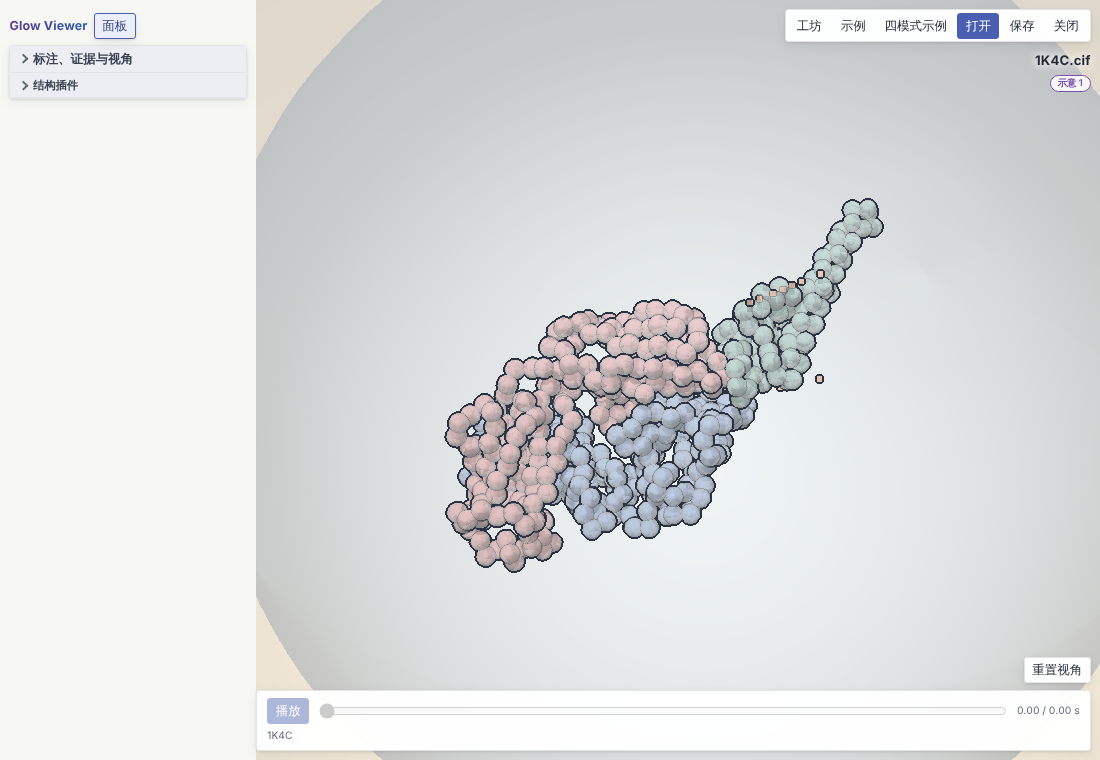 Glow Viewer 面板
标注、证据与视角
结构插件
工坊 示例 四模式示例 打开 保存 关闭
1K4C.cif
示意 1
重置视角
播放 0.00 / 0.00 s
1K4C